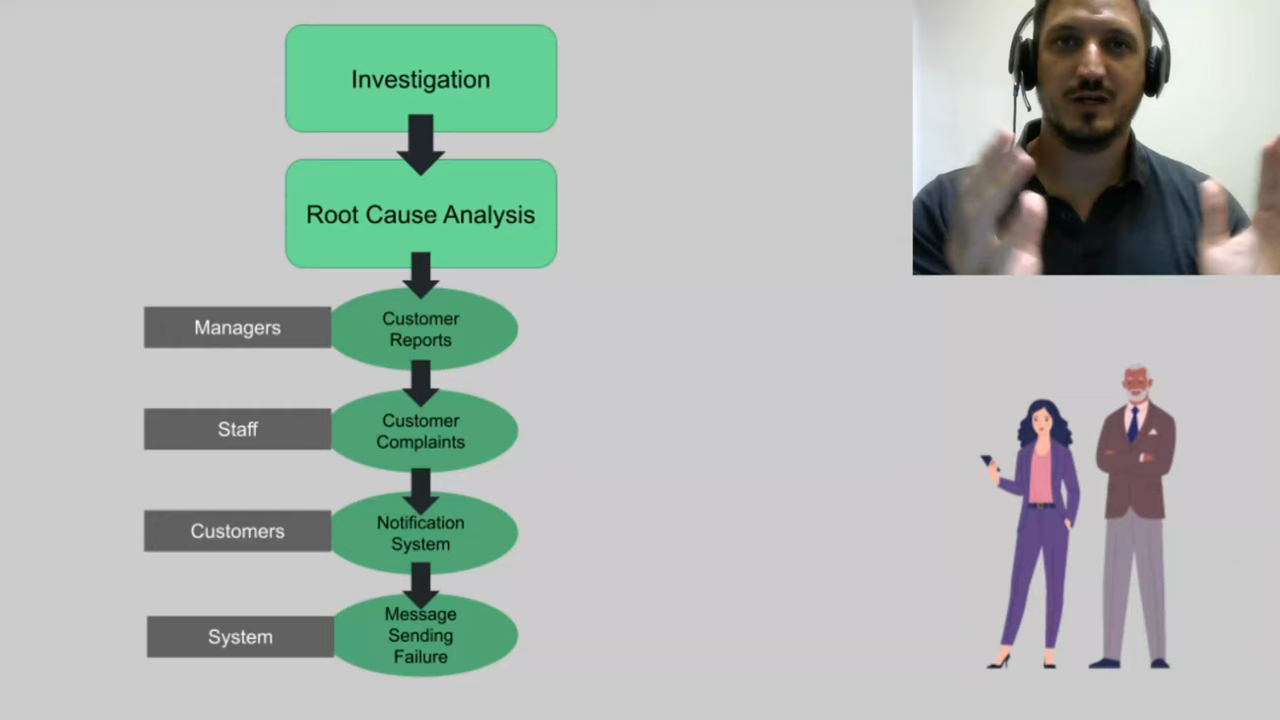 Investigation
Root Cause Analysis
Managers
Customer
Reports
Staff
Customer
Complaints
Customers
Notification
System
System
Message
Sending
Failure